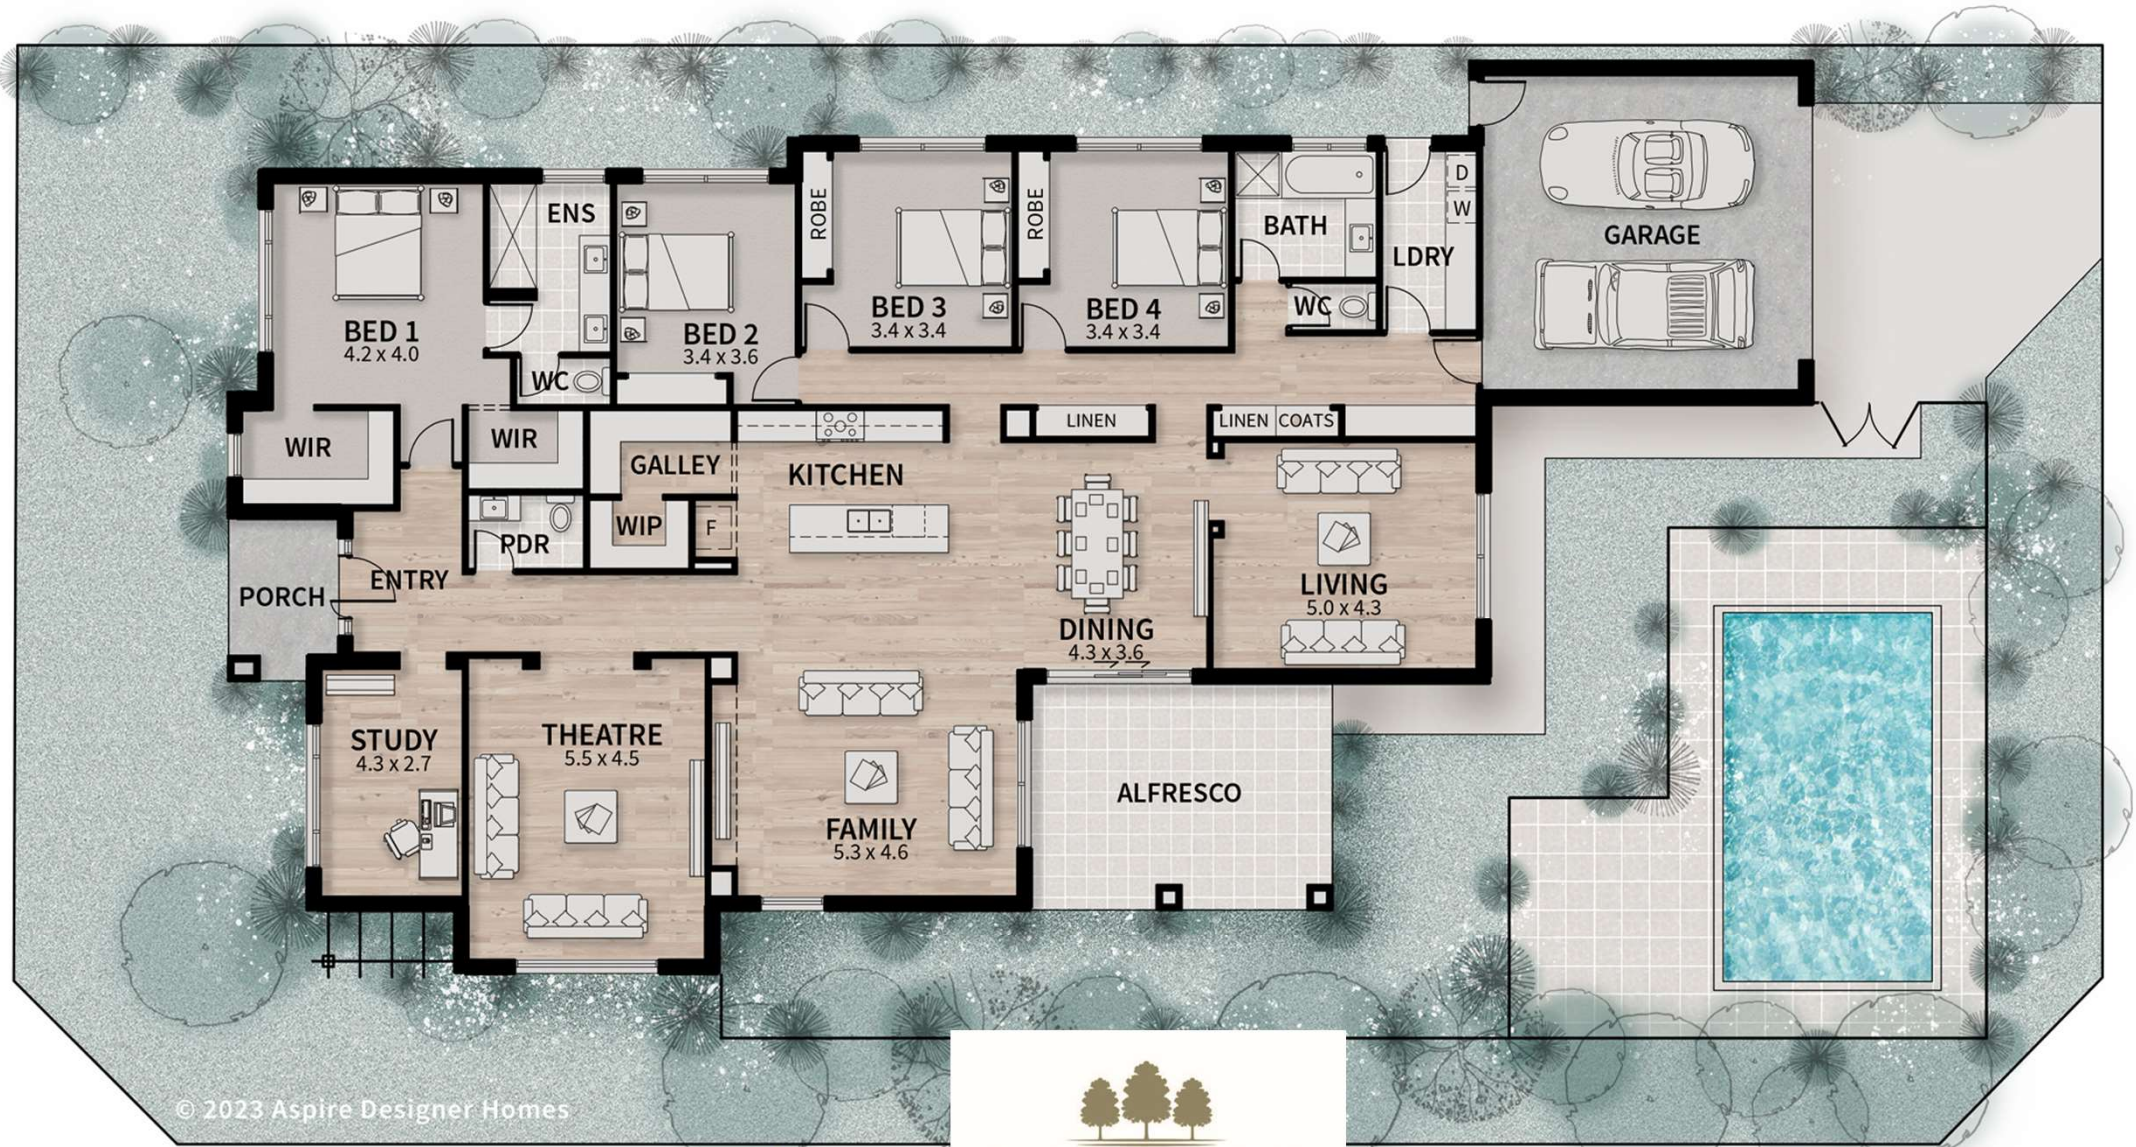 ENS
ROBE
ROBE
D
W
BATH
GARAGE
LDRY
BED 1
4.2 x 4.0
BED 2
3.4 x 3.6
BED 3
3.4 x 3.4
BED 4
3.4 x 3.4
WC
WC
LINEN
LINEN
COATS
WIR
WIR
GALLEY
KITCHEN
WIP
F
PDR
ENTRY
PORCH
LIVING
5.0 x 4.3
DINING
4.3 x 3.6
STUDY
4.3 x 2.7
THEATRE
5.5 x 4.5
ALFRESCO
FAMILY
5.3 x 4.6
© 2023 Aspire Designer Homes